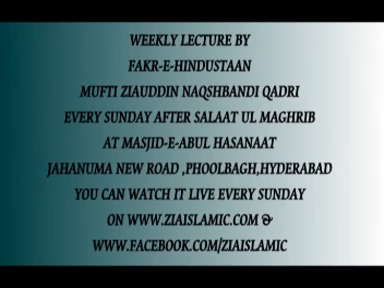 WEEKLY LECTURE BY
FAKR-E-HINDUSTAAN
MUFTI ZIAUDDIN NAQSHBANDI QADRI
EVERY SUNDAY AFTER SALAAT UL MAGHRIB
AT MASJID-E-ABUL HASANAAT
JAHANUMA NEW ROAD ,PHOOLBAGH,HYDERABAD
YOU CAN WATCH IT LIVE EVERY SUNDAY
ON WWW.ZIAISLAMIC.COM &
WWW.FACEBOOK.COM/ZIAISLAMIC